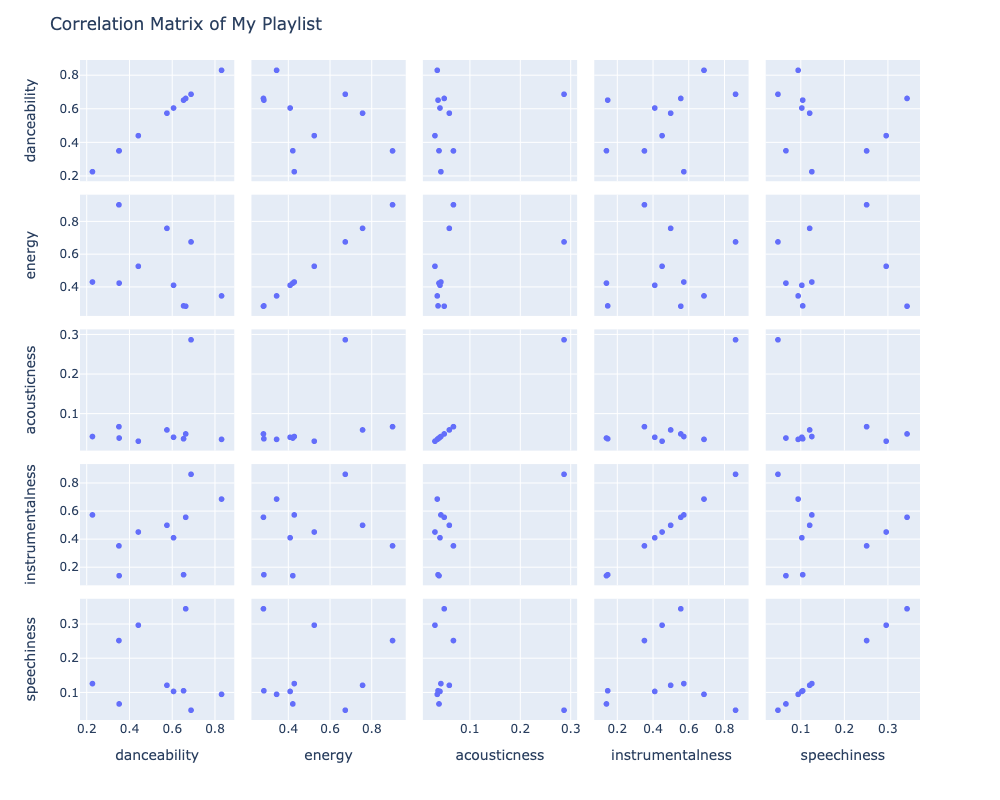 Correlation Matrix of My Playlist
danceability
0.8
0.6
0.4
0.2
energy
0.8
0.6
0.4
acousticness
0.3
0.2
0.1
instrumentalness
0.8
0.6
0.4
0.2
speechiness
0.3
0.2
0.1
0.2 0.4 0.6 0.8 0.4 0.6 0.8 0.1 0.2 0.3 0.2 0.4 0.6 0.8 0.1 0.2 0.3
danceability energy acousticness instrumentalness speechiness